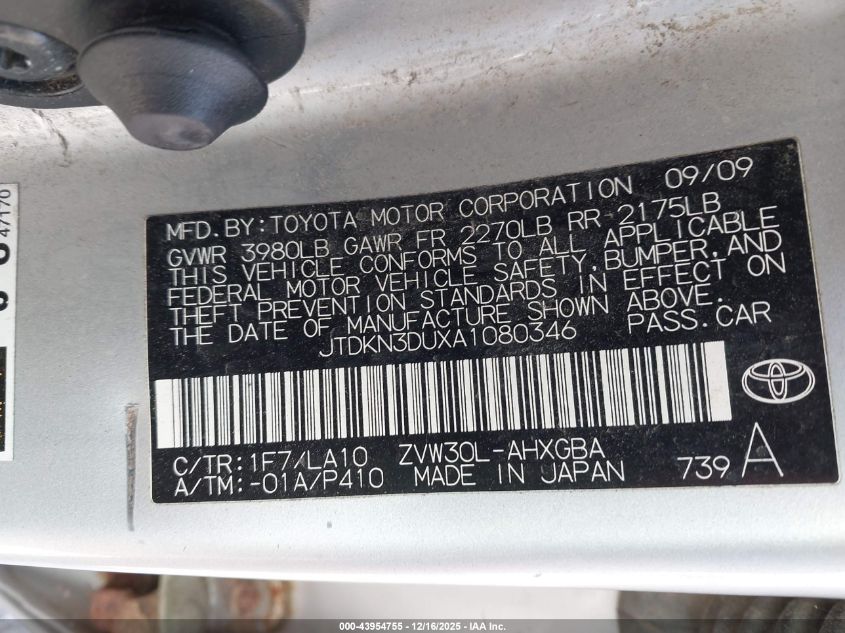 47170
MFD.BY:TOYOTA MOTOR CORPORATION 09/09
GVWR 3980LB GAWR FR 2270LB RR 2175LB
THIS VEHICLE CONFORMS TO ALL APPLICABLE
FEDERAL MOTOR VEHICLE SAFETY,BUMPER,AND
THEFT PREVENTION STANDARDS IN EFFECT ON
THE DATE OF MANUFACTURE SHOWN ABOVE.
JTDKN3DUXA1080346 PASS.CAR
C/TR:1F7/LA10 ZVW30L-AHXGBA
A/TM:-01A/P410 MADE IN JAPAN 739 A
000-43954755 - 12/16/2025 - IAA Inc.